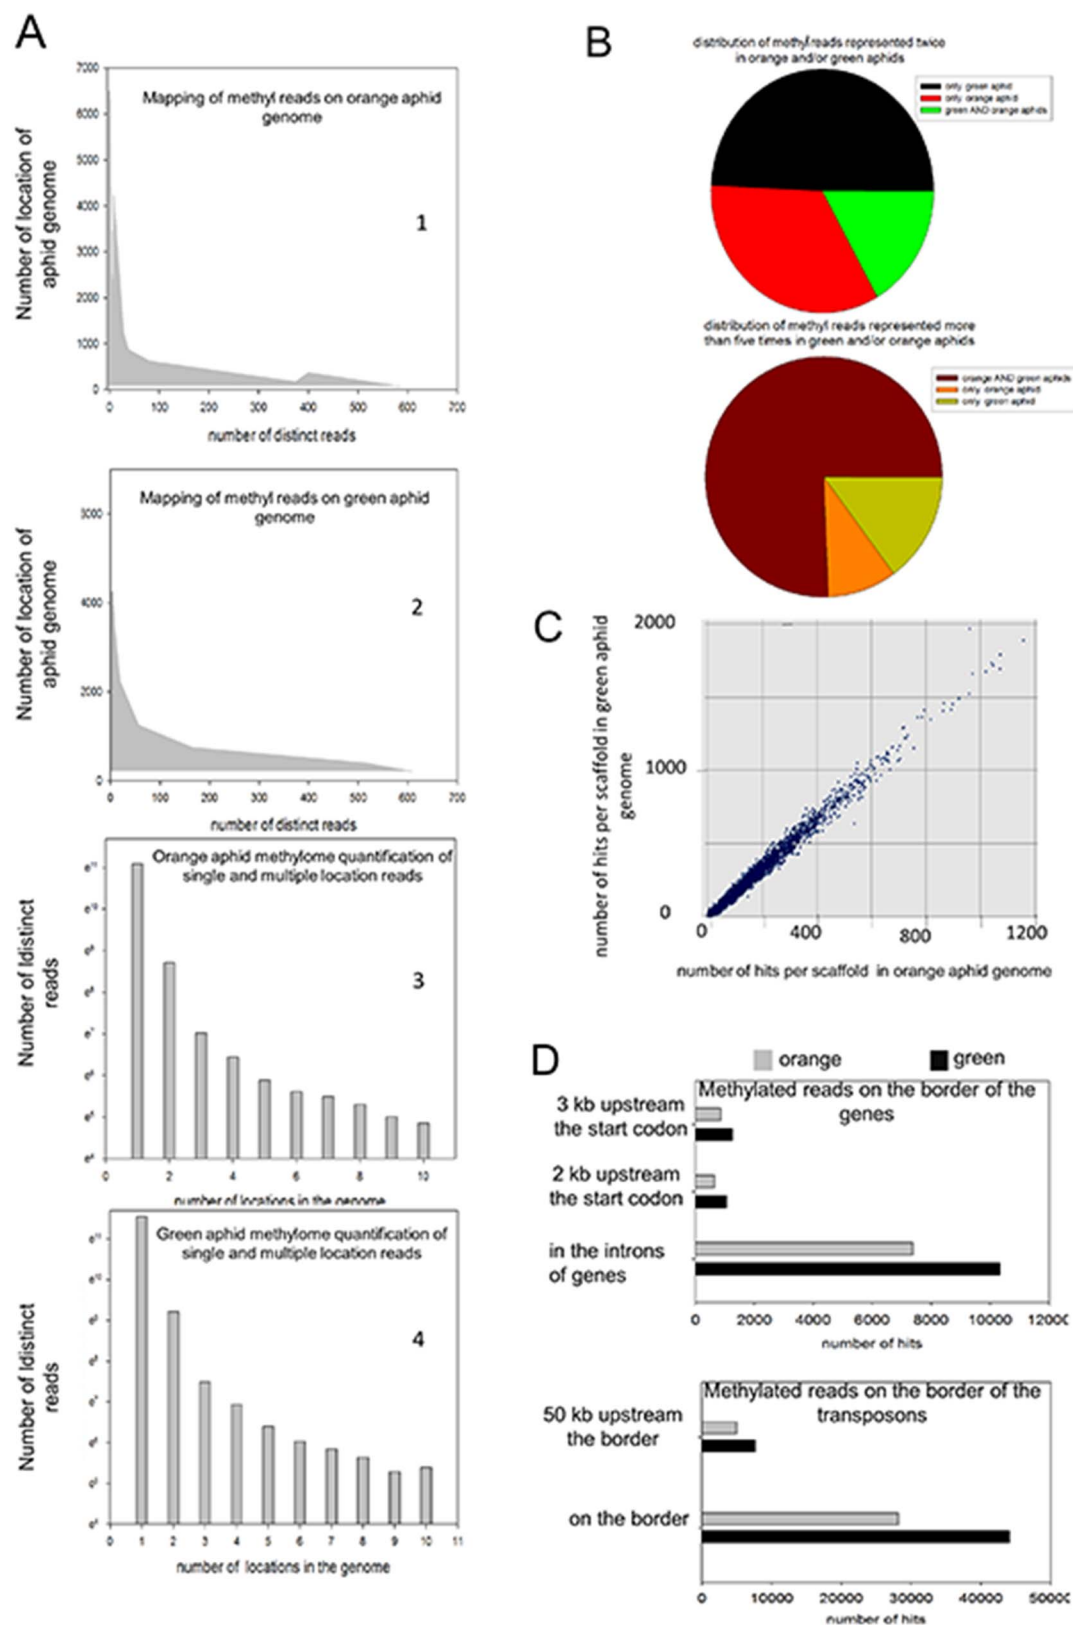 A
7000
6000
5000
4000
3000
2000
1000
0
Mapping of methyl reads on orange aphid
genome
1
Number of location of
aphid genome
0 100 200 300 400 500 600 700
number of distinct reads
Mapping of methyl reads on green aphid
genome
2
4000
2000
0
Number of location of
aphid genome
0 100 200 300 400 500 600 700
number of distinct reads
Orange aphid methylome quantification of
single and multiple location reads
3
Number of ldistinct
reads
0 2 4 6 8 10
number of locations in the genome
Green aphid methylome quantification of
single and multiple location reads
4
Number of ldistinct
reads
0 1 2 3 4 5 6 7 8 9 10 11
number of locations in the genome
B
distribution of methyl reads represented twice
in orange and/or green aphids
only green aphid
only orange aphid
green AND orange aphids
distribution of methyl reads represented more
than five times in green and/or orange aphids
orange AND green aphids
only orange aphid
only green aphid
C
number of hits per scaffold in green aphid
genome
2000
1000
0
0 400 800 1200
number of hits per scaffold in orange aphid genome
D
orange green
Methylated reads on the border of the
genes
3 kb upstream
the start codon
2 kb upstream
the start codon
in the introns
of genes
0 2000 4000 6000 8000 10000 12000
number of hits
Methylated reads on the border of the
transposons
50 kb upstream
the border
on the border
0 10000 20000 30000 40000 50000
number of hits